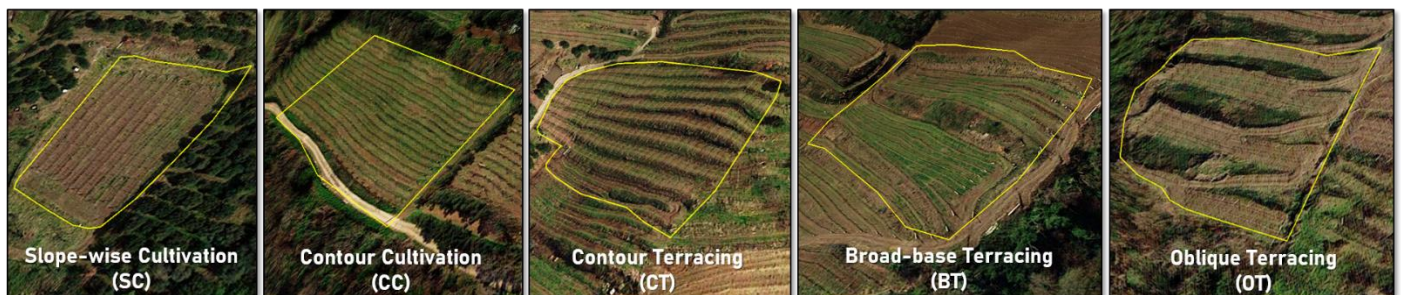 Slope-wise Cultivation
(SC)
Contour Cultivation
(CC)
Contour Terracing
(CT)
Broad-base Terracing
(BT)
Oblique Terracing
(OT)